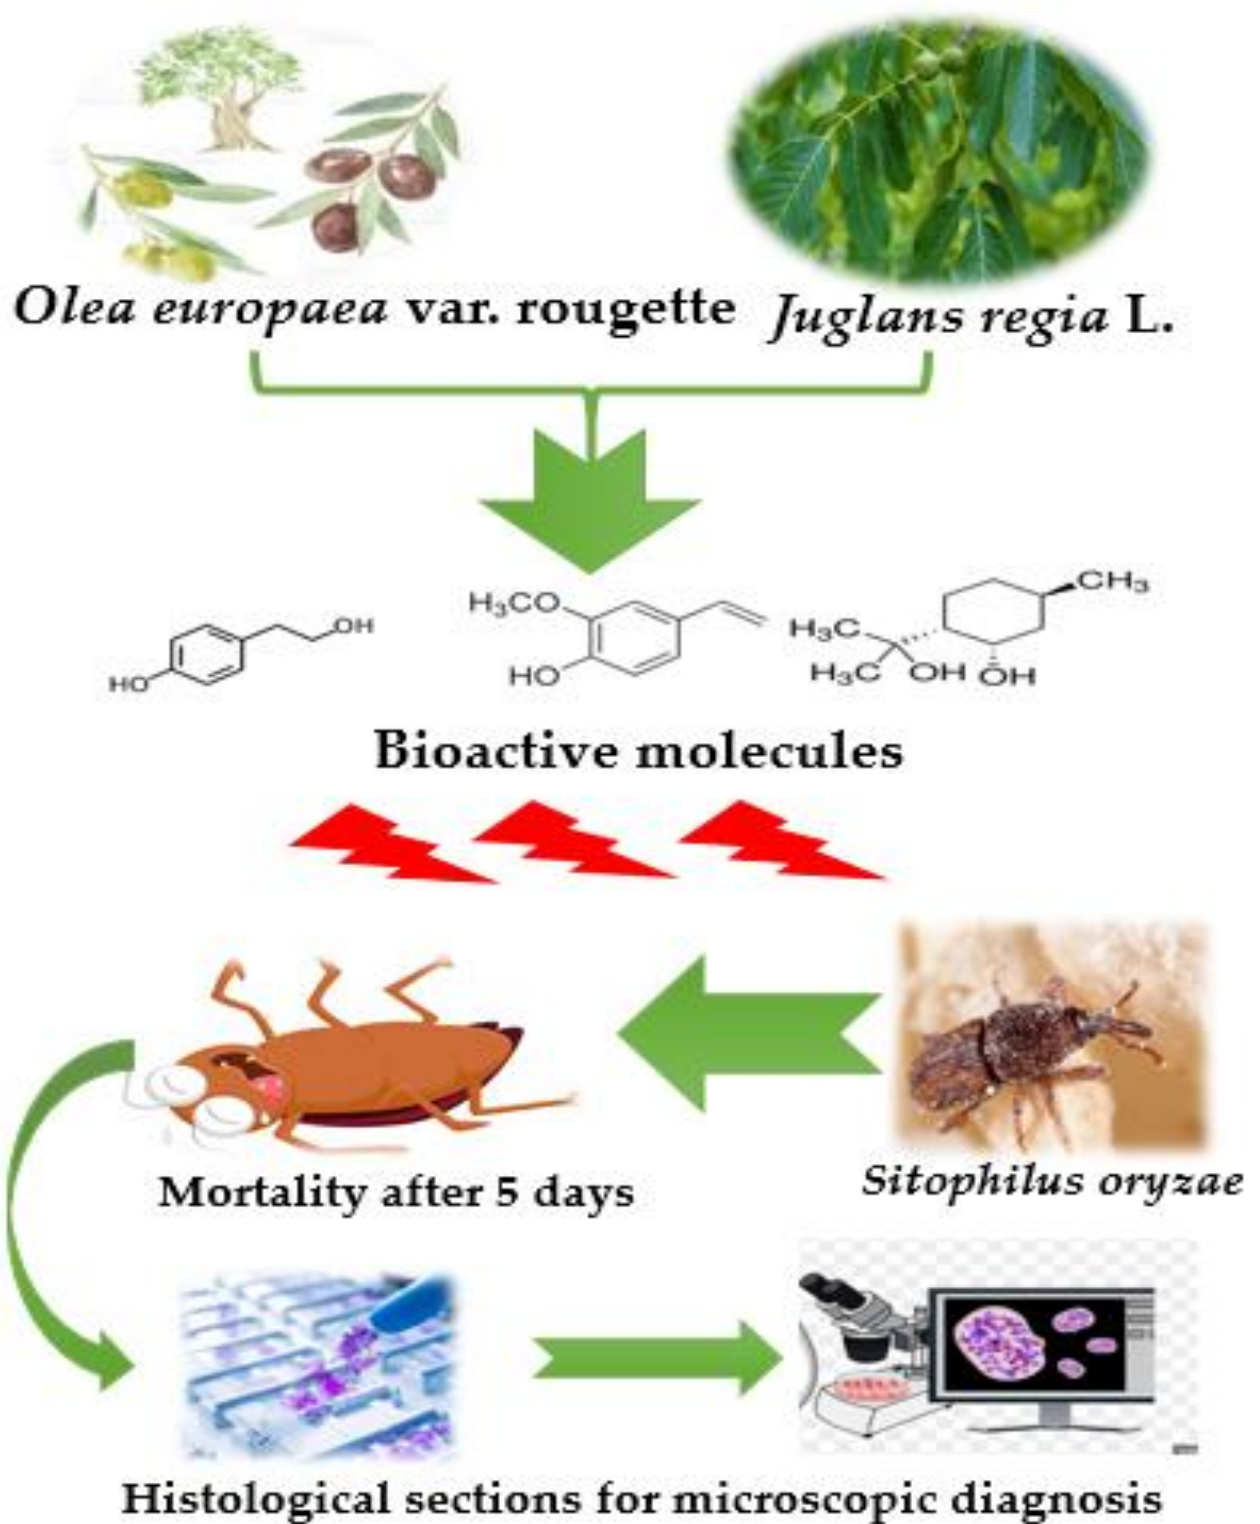 Olea europaea var. rougette
Juglans regia L.
HO
OH
H₃CO
HO
CH₃
H₃C
H₃C
OH
OH
Bioactive molecules
Mortality after 5 days
Sitophilus oryzae
Histological sections for microscopic diagnosis